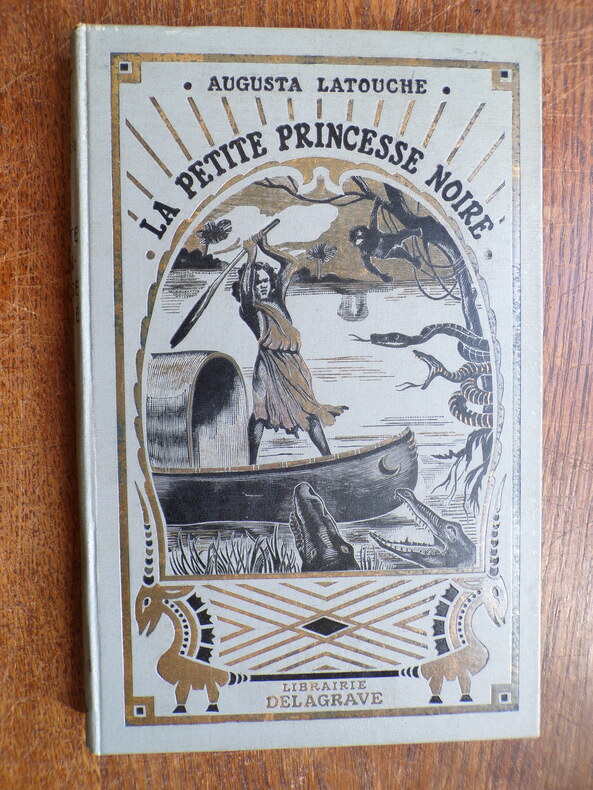 AUGUSTA LATOUCHE
LA PETITE PRINCESSE NOIRE
LIBRAIRIE
DELAGRAVE